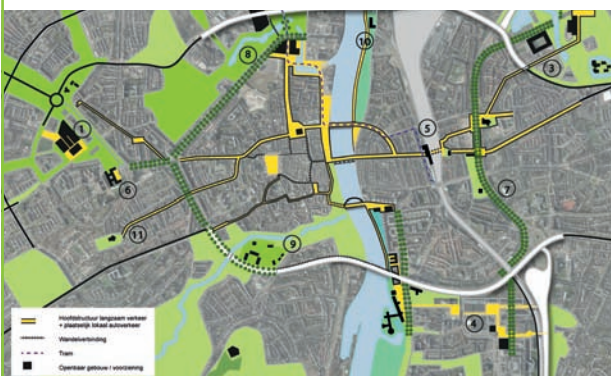 8
10
3
5
1
6
7
11
9
4
Hoofdstructuur langzaam verkeer
+ plaatselijk lokaal autoverkeer
Wandelverbinding
Tram
Openbaar gebouw / voorziening